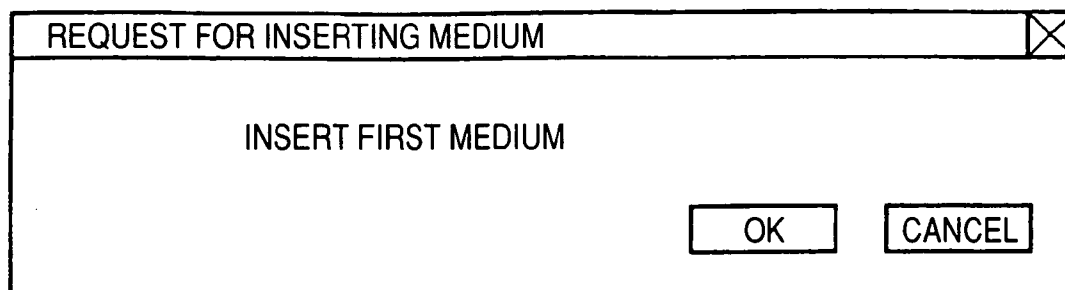 REQUEST FOR INSERTING MEDIUM
INSERT FIRST MEDIUM
OK CANCEL